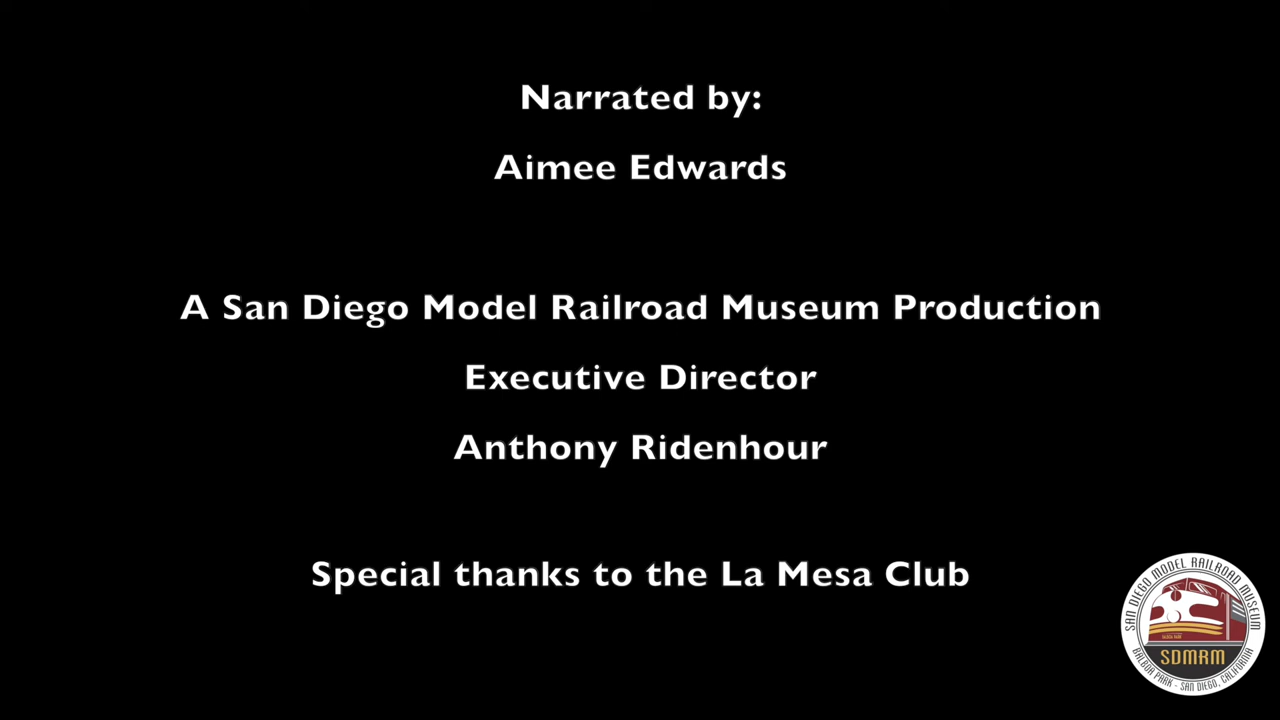 Narrated by:
Aimee Edwards
A San Diego Model Railroad Museum Production
Executive Director
Anthony Ridenhour
Special thanks to the La Mesa Club
SAN DIEGO MODEL RAILROAD MUSEUM
SDMRM
BALBOA PARK - SAN DIEGO, CALIFORNIA